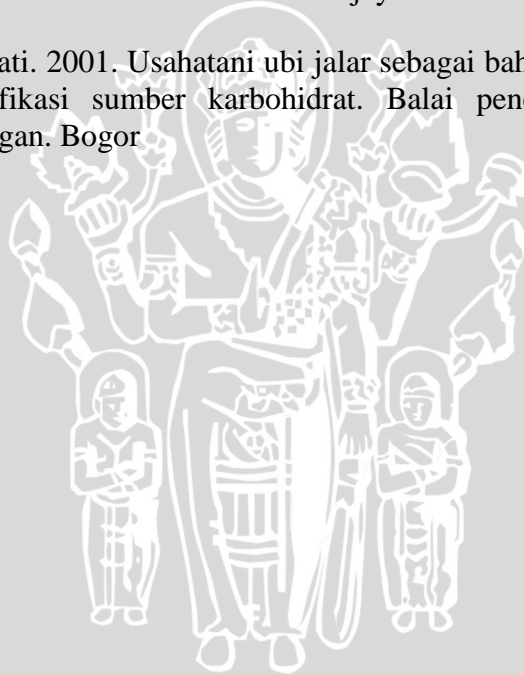 ati. 2001. Usahatani ubi jalar sebagai bah
fikasi sumber karbohidrat. Balai pen
gan. Bogor